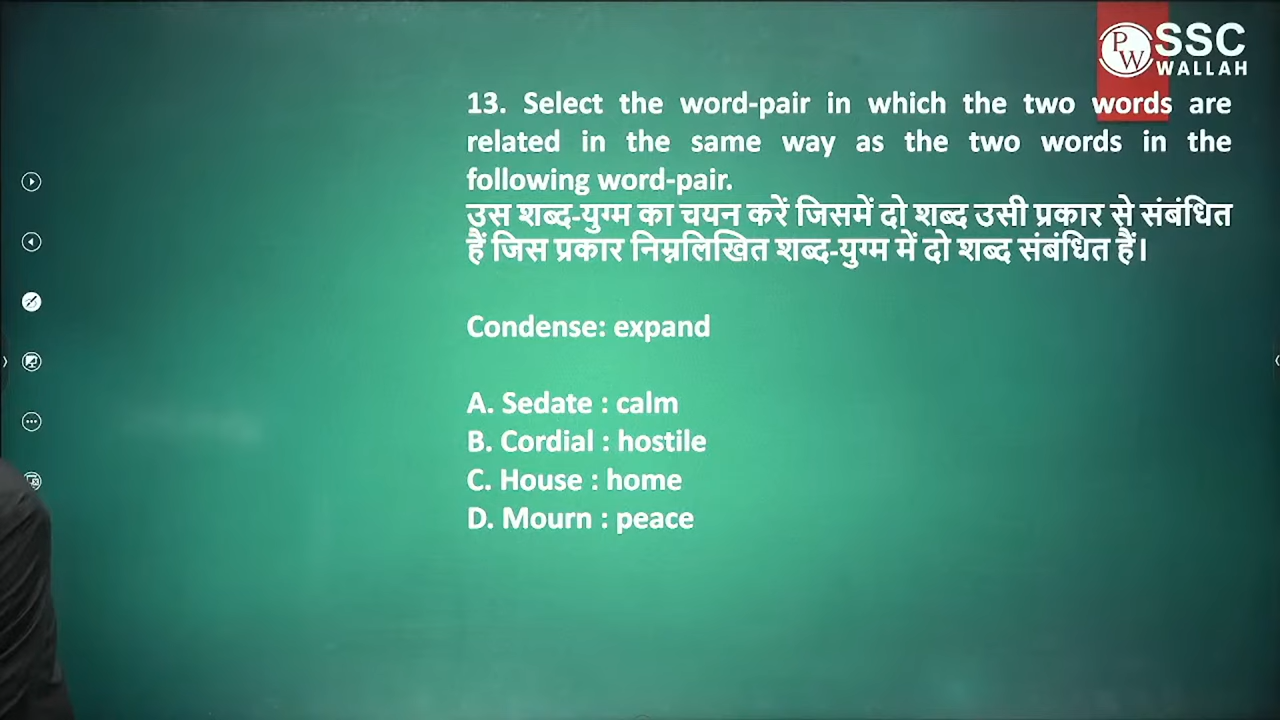 PW SSC
WALLAH
13. Select the word-pair in which the two words are
related in the same way as the two words in the
following word-pair.
उस शब्द-युग्म का चयन करें जिसमें दो शब्द उसी प्रकार से संबंधित
हैं जिस प्रकार निम्नलिखित शब्द-युग्म में दो शब्द संबंधित हैं।
Condense: expand
A. Sedate : calm
B. Cordial : hostile
C. House : home
D. Mourn : peace